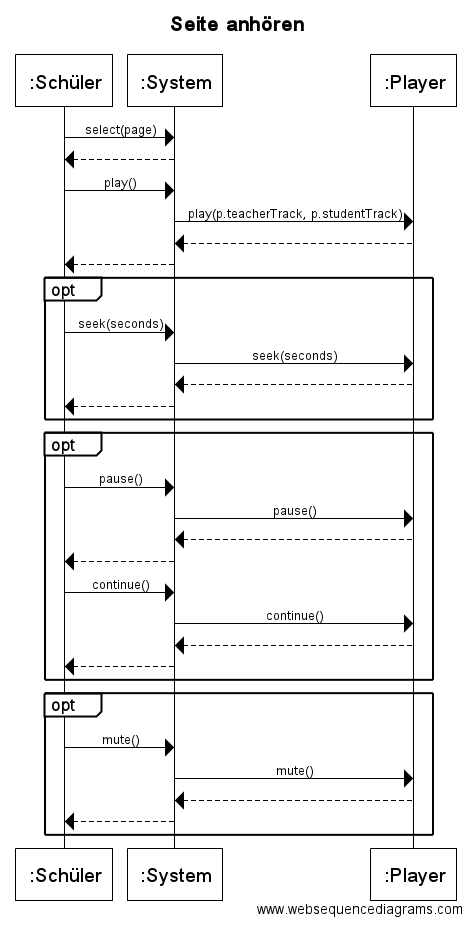 Seite anhören
:Schüler :System :Player
select(page)
play()
play(p.teacherTrack, p.studentTrack)
opt
seek(seconds)
seek(seconds)
opt
pause()
pause()
continue()
continue()
opt
mute()
mute()
:Schüler :System :Player
www.websequencediagrams.com